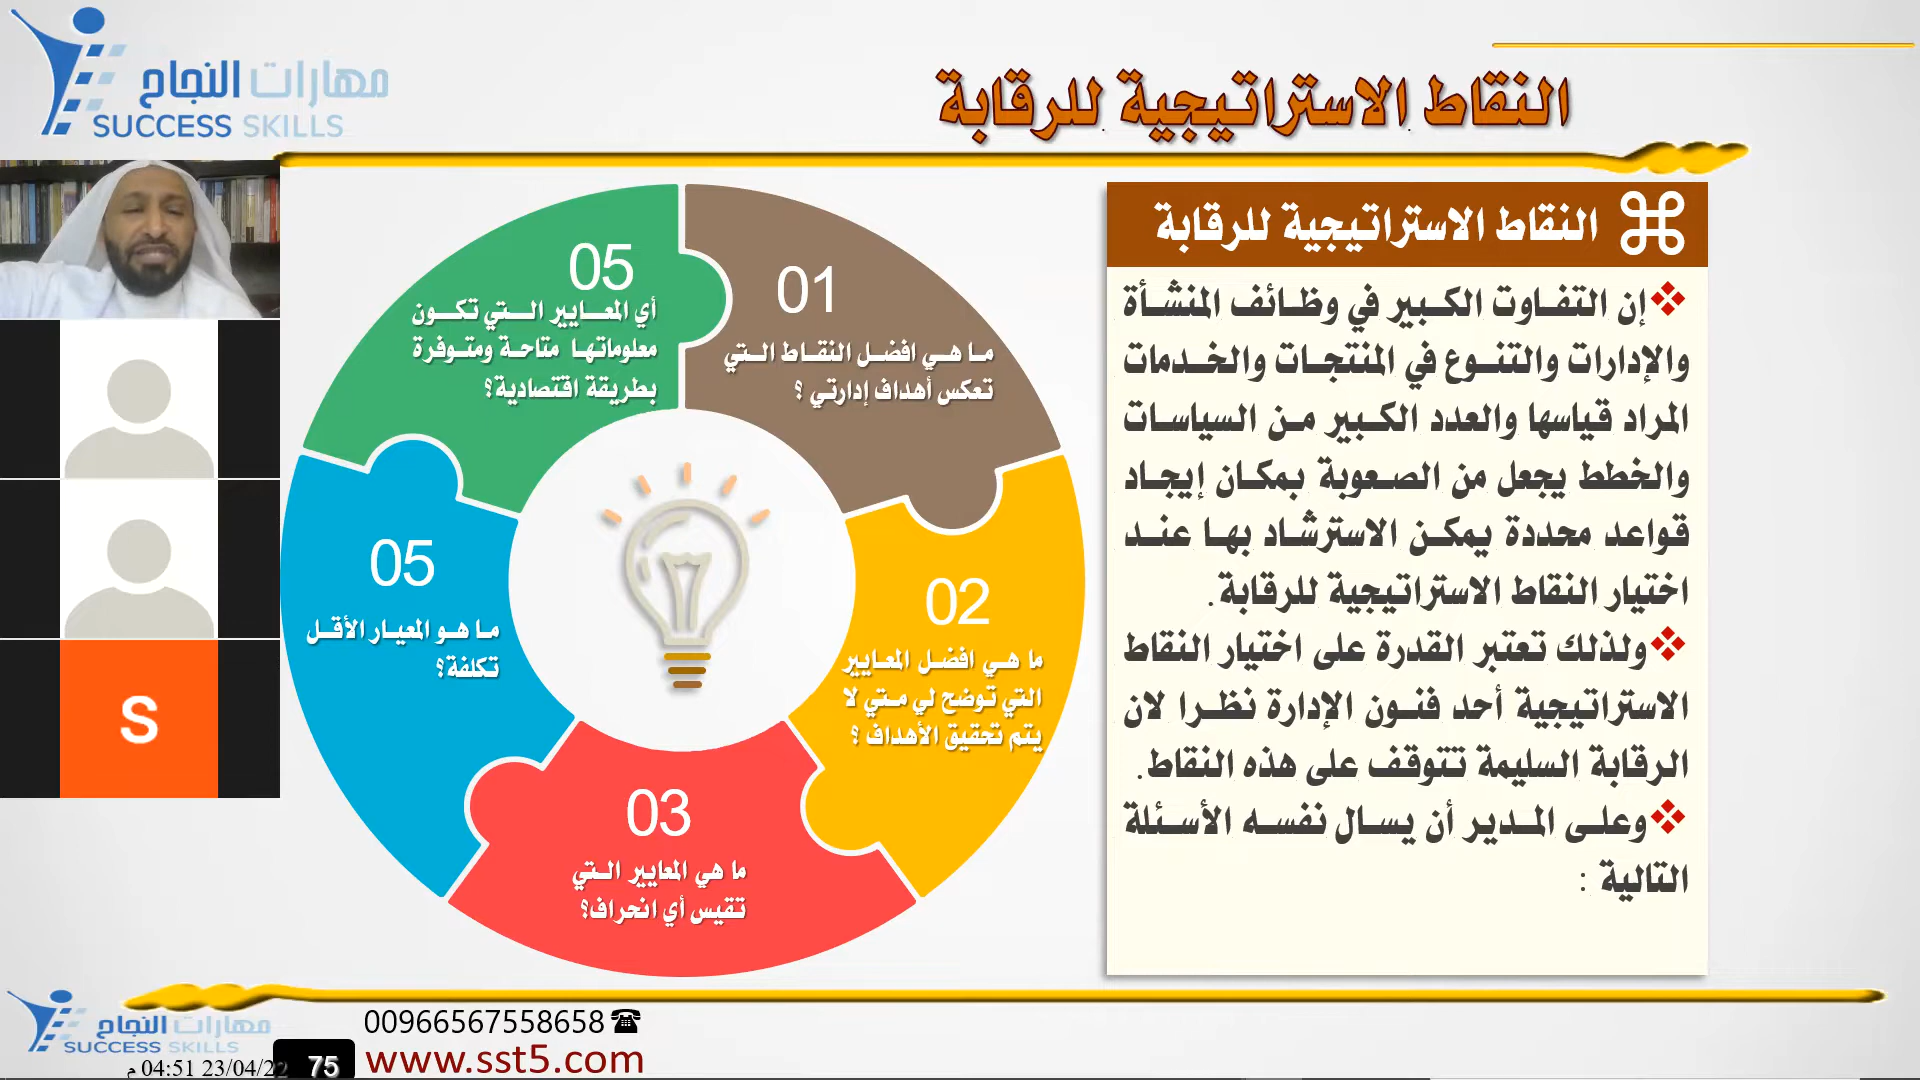 مهارات النجاح
SUCCESS SKILLS
النقاط الاستراتيجية للرقابة
النقاط الاستراتيجية للرقابة
إن التفاوت الكبير في وظائف المنشأة
والإدارات والتنوع في المنتجات والخدمات
المراد قياسها والعدد الكبير من السياسات
والخطط يجعل من الصعوبة بمكان إيجاد
قواعد محددة يمكن الاسترشاد بها عند
اختيار النقاط الاستراتيجية للرقابة.
ولذلك تعتبر القدرة على اختيار النقاط
الاستراتيجية أحد فنون الإدارة نظرا لان
الرقابة السليمة تتوقف على هذه النقاط.
وعلى المدير أن يسال نفسه الأسئلة
التالية :
01
ما هي افضل النقاط التي
تعكس أهداف إدارتي ؟
02
ما هي افضل المعايير
التي توضح لي متي لا
يتم تحقيق الأهداف ؟
03
ما هي المعايير التي
تقيس أي انحراف؟
05
ما هو المعيار الأقل
تكلفة؟
05
أي المعايير التي تكون
معلوماتها متاحة ومتوفرة
بطريقة اقتصادية؟
S
مهارات النجاح
SUCCESS SKILLS
00966567558658
www.sst5.com
75
04:51 23/04/22 م